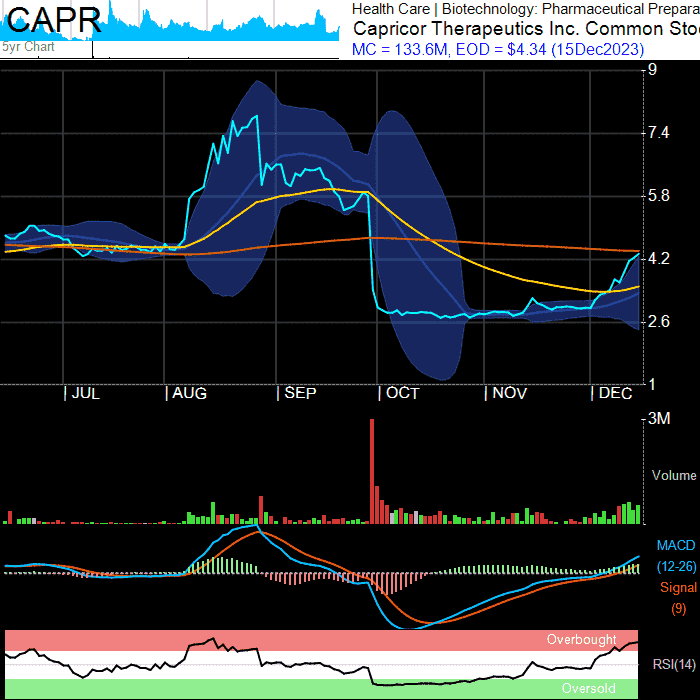 CAPR
5yr Chart
Health Care | Biotechnology: Pharmaceutical Prepara
Capricor Therapeutics Inc. Common Sto
MC = 133.6M, EOD = $4.34 (15Dec2023)
9
7.4
5.8
4.2
2.6
1
| JUL | AUG | SEP | OCT | NOV | DEC
3M
Volume
MACD
(12-26)
Signal
(9)
Overbought
RSI(14)
Oversold